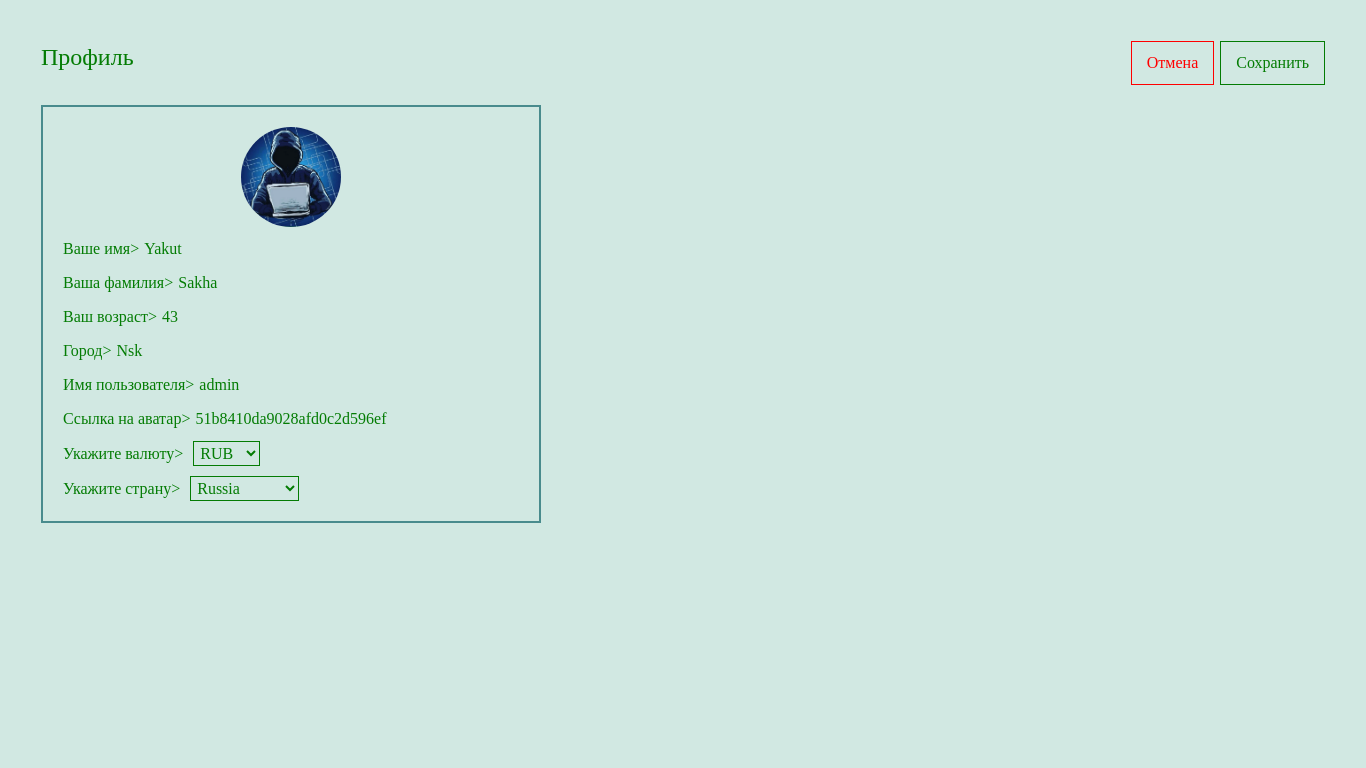 Профиль
Отмена Сохранить
Ваше имя> Yakut
Ваша фамилия> Sakha
Ваш возраст> 43
Город> Nsk
Имя пользователя> admin
Ссылка на аватар> 51b8410da9028afd0c2d596ef
Укажите валюту> RUB
Укажите страну> Russia